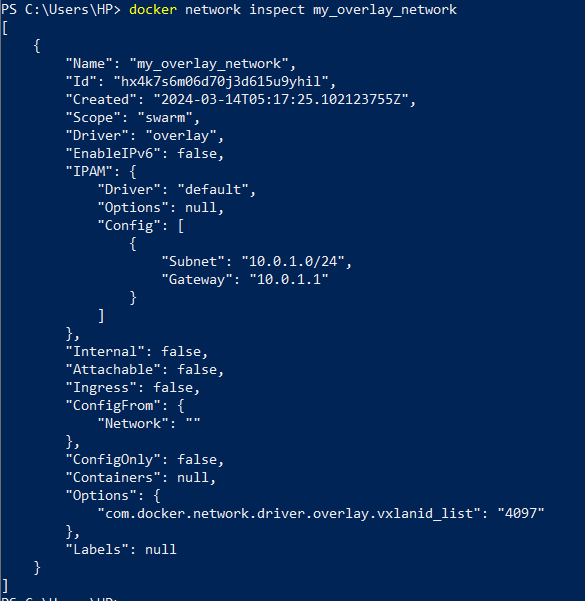 PS C:\Users\HP> docker network inspect my_overlay_network
[
    {
        "Name": "my_overlay_network",
        "Id": "hx4k7s6m06d70j3d615u9yhil",
        "Created": "2024-03-14T05:17:25.102123755Z",
        "Scope": "swarm",
        "Driver": "overlay",
        "EnableIPv6": false,
        "IPAM": {
            "Driver": "default",
            "Options": null,
            "Config": [
                {
                    "Subnet": "10.0.1.0/24",
                    "Gateway": "10.0.1.1"
                }
            ]
        },
        "Internal": false,
        "Attachable": false,
        "Ingress": false,
        "ConfigFrom": {
            "Network": ""
        },
        "ConfigOnly": false,
        "Containers": null,
        "Options": {
            "com.docker.network.driver.overlay.vxlanid_list": "4097"
        },
        "Labels": null
    }
]
PS C:\Users\HP>